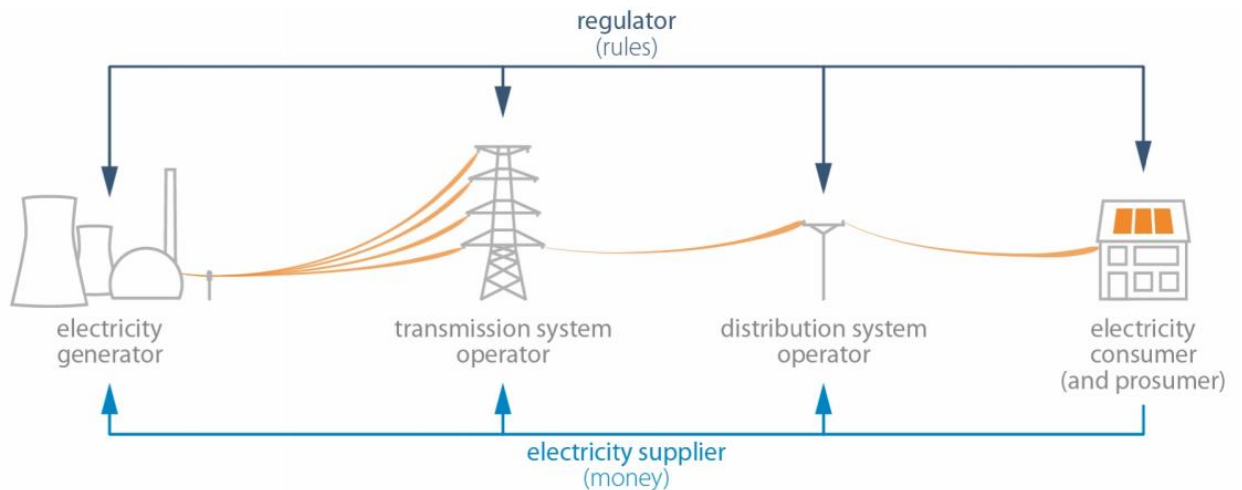 regulator
(rules)
electricity
generator
transmission system
operator
distribution system
operator
electricity
consumer
(and prosumer)
electricity supplier
(money)